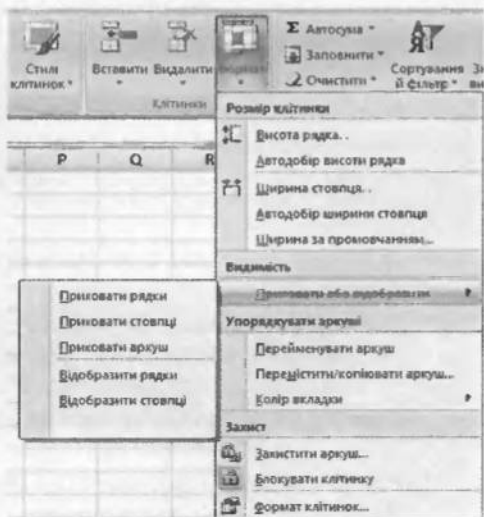 Стилі клітинок
Вставити Видалити Формат
Клітинки
Σ Автосума
Заповнити
Очистити
Сортування й фільтр
P Q R
Розмір клітинки
Висота рядка..
Автодобір висоти рядка
Ширина стовпця..
Автодобір ширини стовпця
Ширина за промовчанням...
Видимість
Приховати або відобразити
Приховати рядки
Приховати стовпці
Приховати аркуш
Відобразити рядки
Відобразити стовпці
Упорядкувати аркуші
Перейменувати аркуш
Перемістити/копіювати аркуш...
Колір вкладки
Захист
Захистити аркуш...
Блокувати клітинку
Формат клітинок...